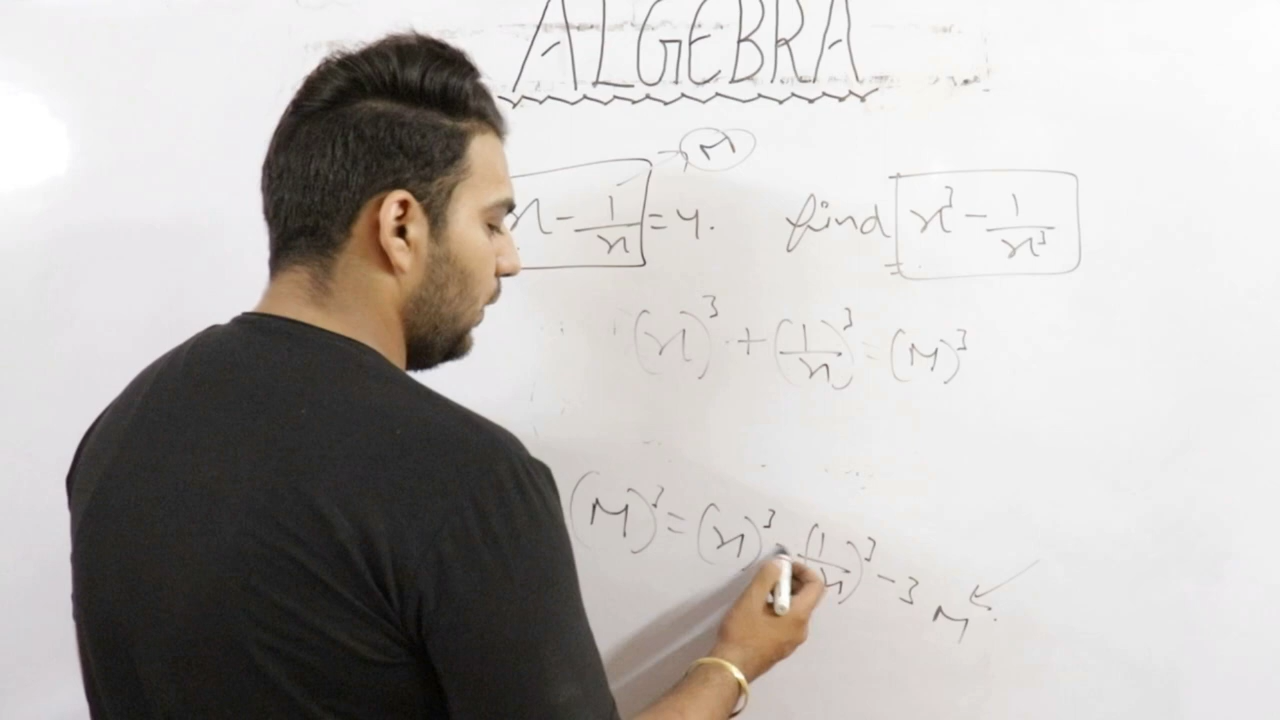 ALGEBRA
M
x - 1/x = 4. find x³ - 1/x³
(x)³ + (1/x)³ = (M)³
(M)³ = (x)³ - (1/x)³ - 3 M